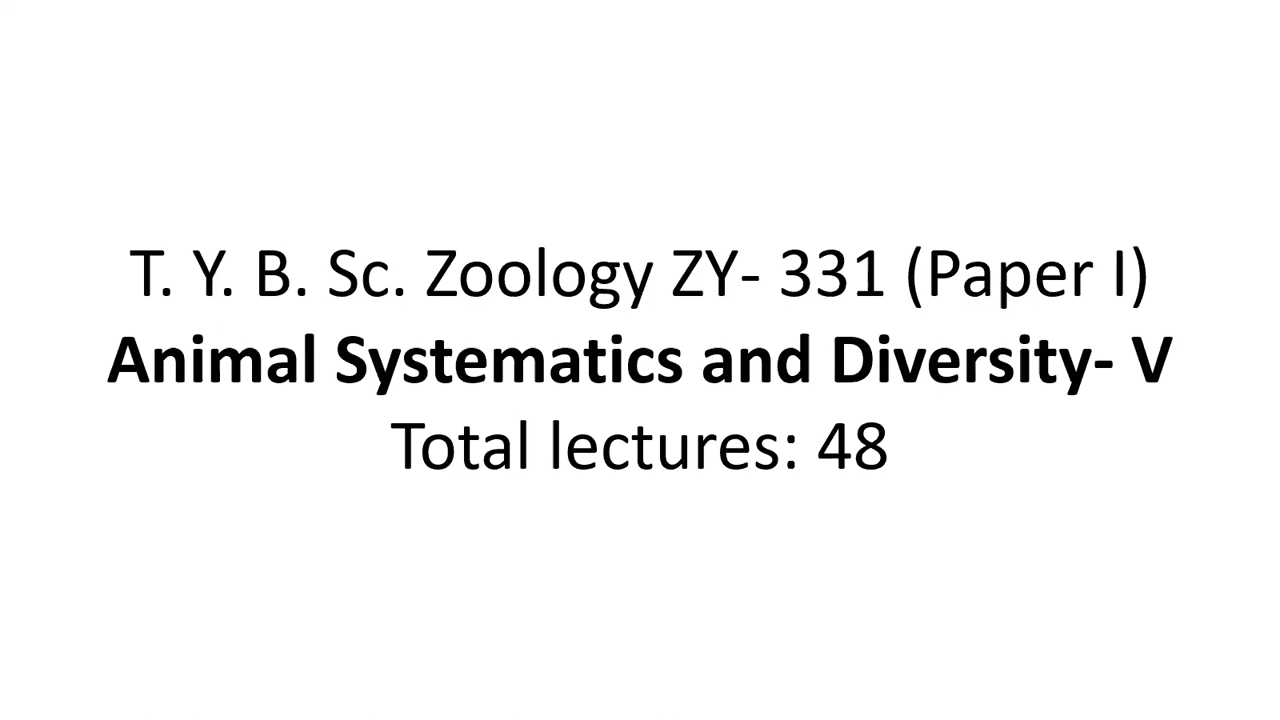 T. Y. B. Sc. Zoology ZY- 331 (Paper I)
Animal Systematics and Diversity- V
Total lectures: 48